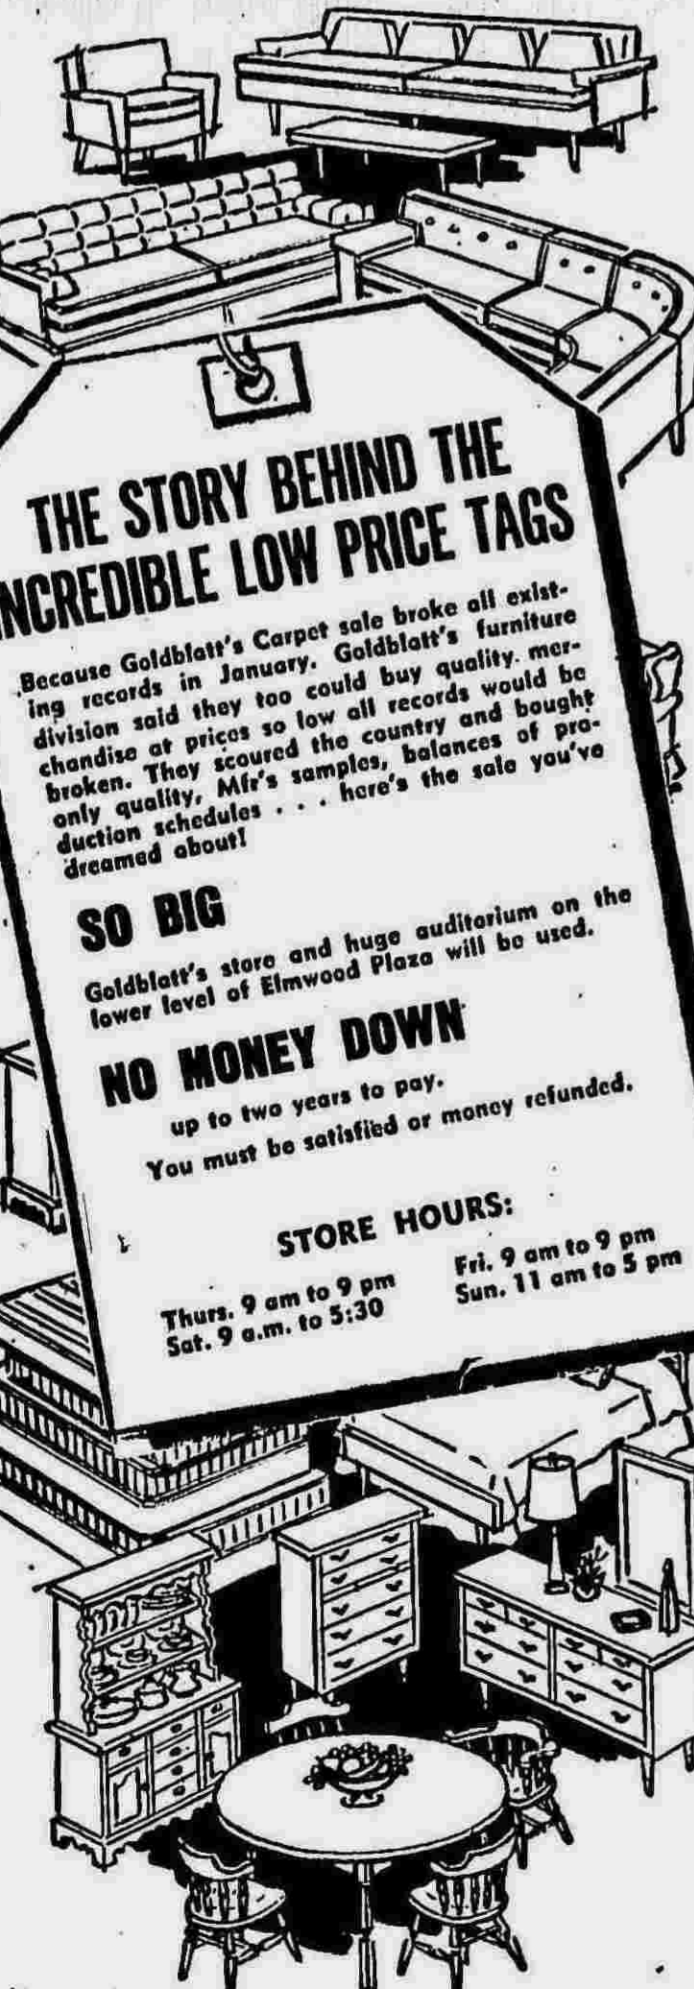 THE STORY BEHIND THE
INCREDIBLE LOW PRICE TAGS
Because Goldblatt's Carpet sale broke all exist-
ing records in January. Goldblatt's furniture
division said they too could buy quality. mer-
chandise at prices so low all records would be
broken. They scoured the country and bought
only quality, Mfr's samples, balances of pro-
duction schedules . . . here's the sale you've
dreamed about!
SO BIG
Goldblatt's store and huge auditorium on the
lower level of Elmwood Plaza will be used.
NO MONEY DOWN
up to two years to pay.
You must be satisfied or money refunded.
STORE HOURS:
Thurs. 9 am to 9 pm
Sat. 9 a.m. to 5:30
Fri. 9 am to 9 pm
Sun. 11 am to 5 pm